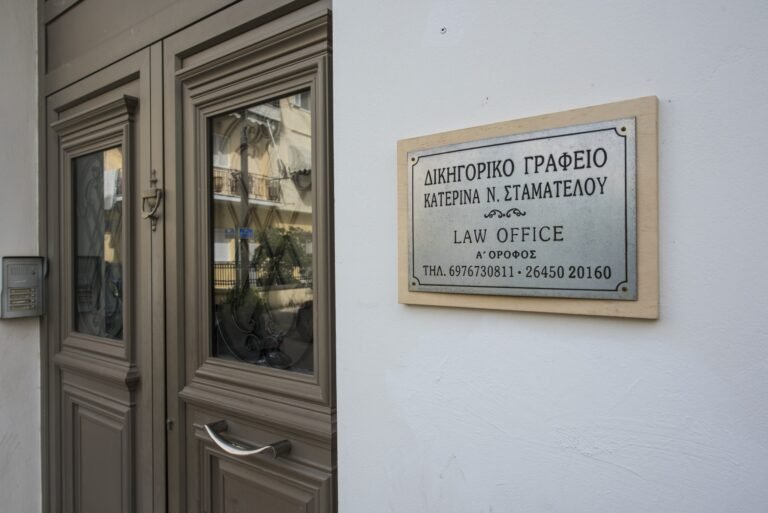 ΔΙΚΗΓΟΡΙΚΟ ΓΡΑΦΕΙΟ
ΚΑΤΕΡΙΝΑ Ν. ΣΤΑΜΑΤΕΛΟΥ
LAW OFFICE
Α' ΟΡΟΦΟΣ
ΤΗΛ. 6976730811 · 26450 20160